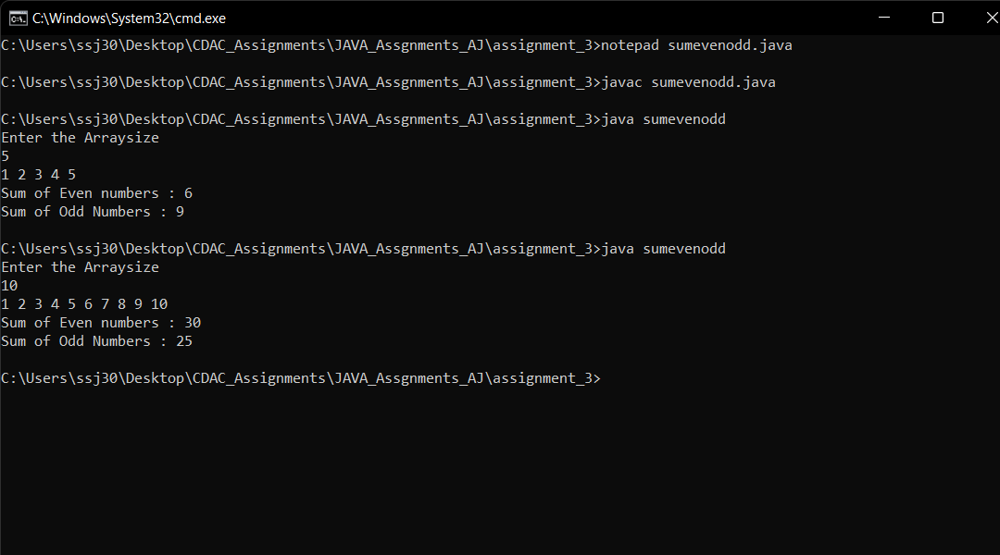 C:\Windows\System32\cmd.exe
C:\Users\ssj30\Desktop\CDAC_Assignments\JAVA_Assgnments_AJ\assignment_3>notepad sumevenodd.java
C:\Users\ssj30\Desktop\CDAC_Assignments\JAVA_Assgnments_AJ\assignment_3>javac sumevenodd.java
C:\Users\ssj30\Desktop\CDAC_Assignments\JAVA_Assgnments_AJ\assignment_3>java sumevenodd
Enter the Arraysize
5
1 2 3 4 5
Sum of Even numbers : 6
Sum of Odd Numbers : 9
C:\Users\ssj30\Desktop\CDAC_Assignments\JAVA_Assgnments_AJ\assignment_3>java sumevenodd
Enter the Arraysize
10
1 2 3 4 5 6 7 8 9 10
Sum of Even numbers : 30
Sum of Odd Numbers : 25
C:\Users\ssj30\Desktop\CDAC_Assignments\JAVA_Assgnments_AJ\assignment_3>